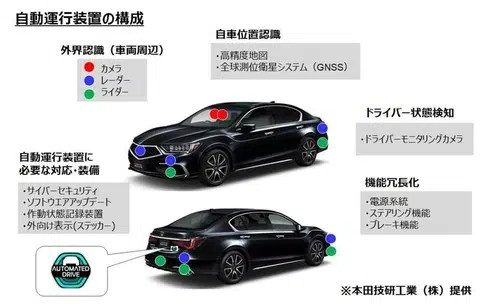 自動運行装置の構成
外界認識（車両周辺）
カメラ
レーダー
ライダー
自車位置認識
・高精度地図
・全球測位衛星システム（GNSS）
ドライバー状態検知
・ドライバーモニタリングカメラ
自動運行装置に
必要な対応・装備
・サイバーセキュリティ
・ソフトウエアアップデート
・作動状態記録装置
・外向け表示(ステッカー)
機能冗長化
・電源系統
・ステアリング機能
・ブレーキ機能
AUTOMATED
DRIVE
※本田技研工業（株）提供